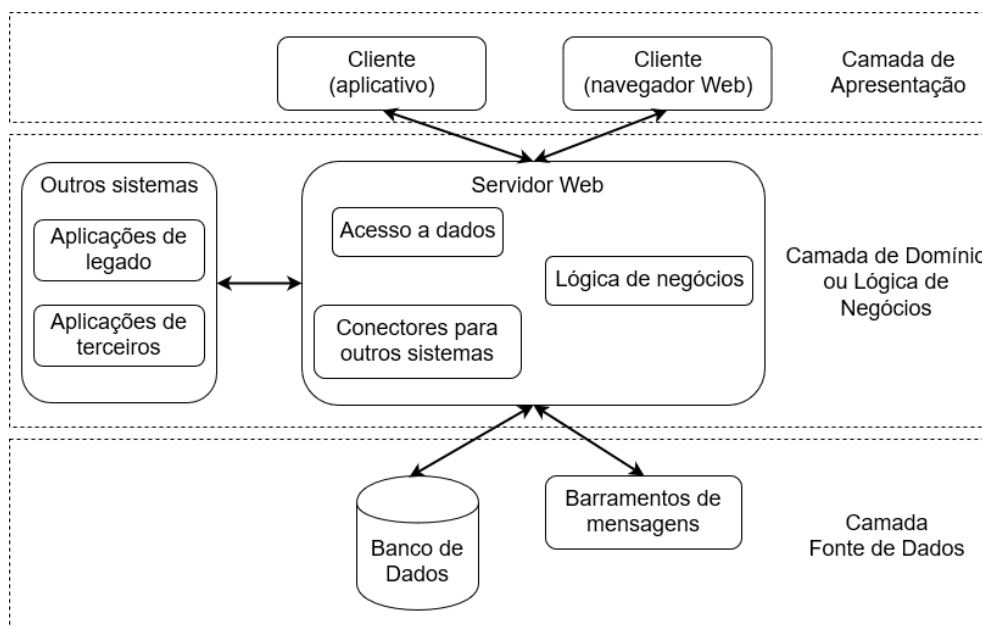 Cliente
(aplicativo)
Cliente
(navegador Web)
Camada de
Apresentação
Outros sistemas
Aplicações de
legado
Aplicações de
terceiros
Servidor Web
Acesso a dados
Lógica de negócios
Conectores para
outros sistemas
Camada de Domínio
ou Lógica de
Negócios
Banco de
Dados
Barramentos de
mensagens
Camada
Fonte de Dados